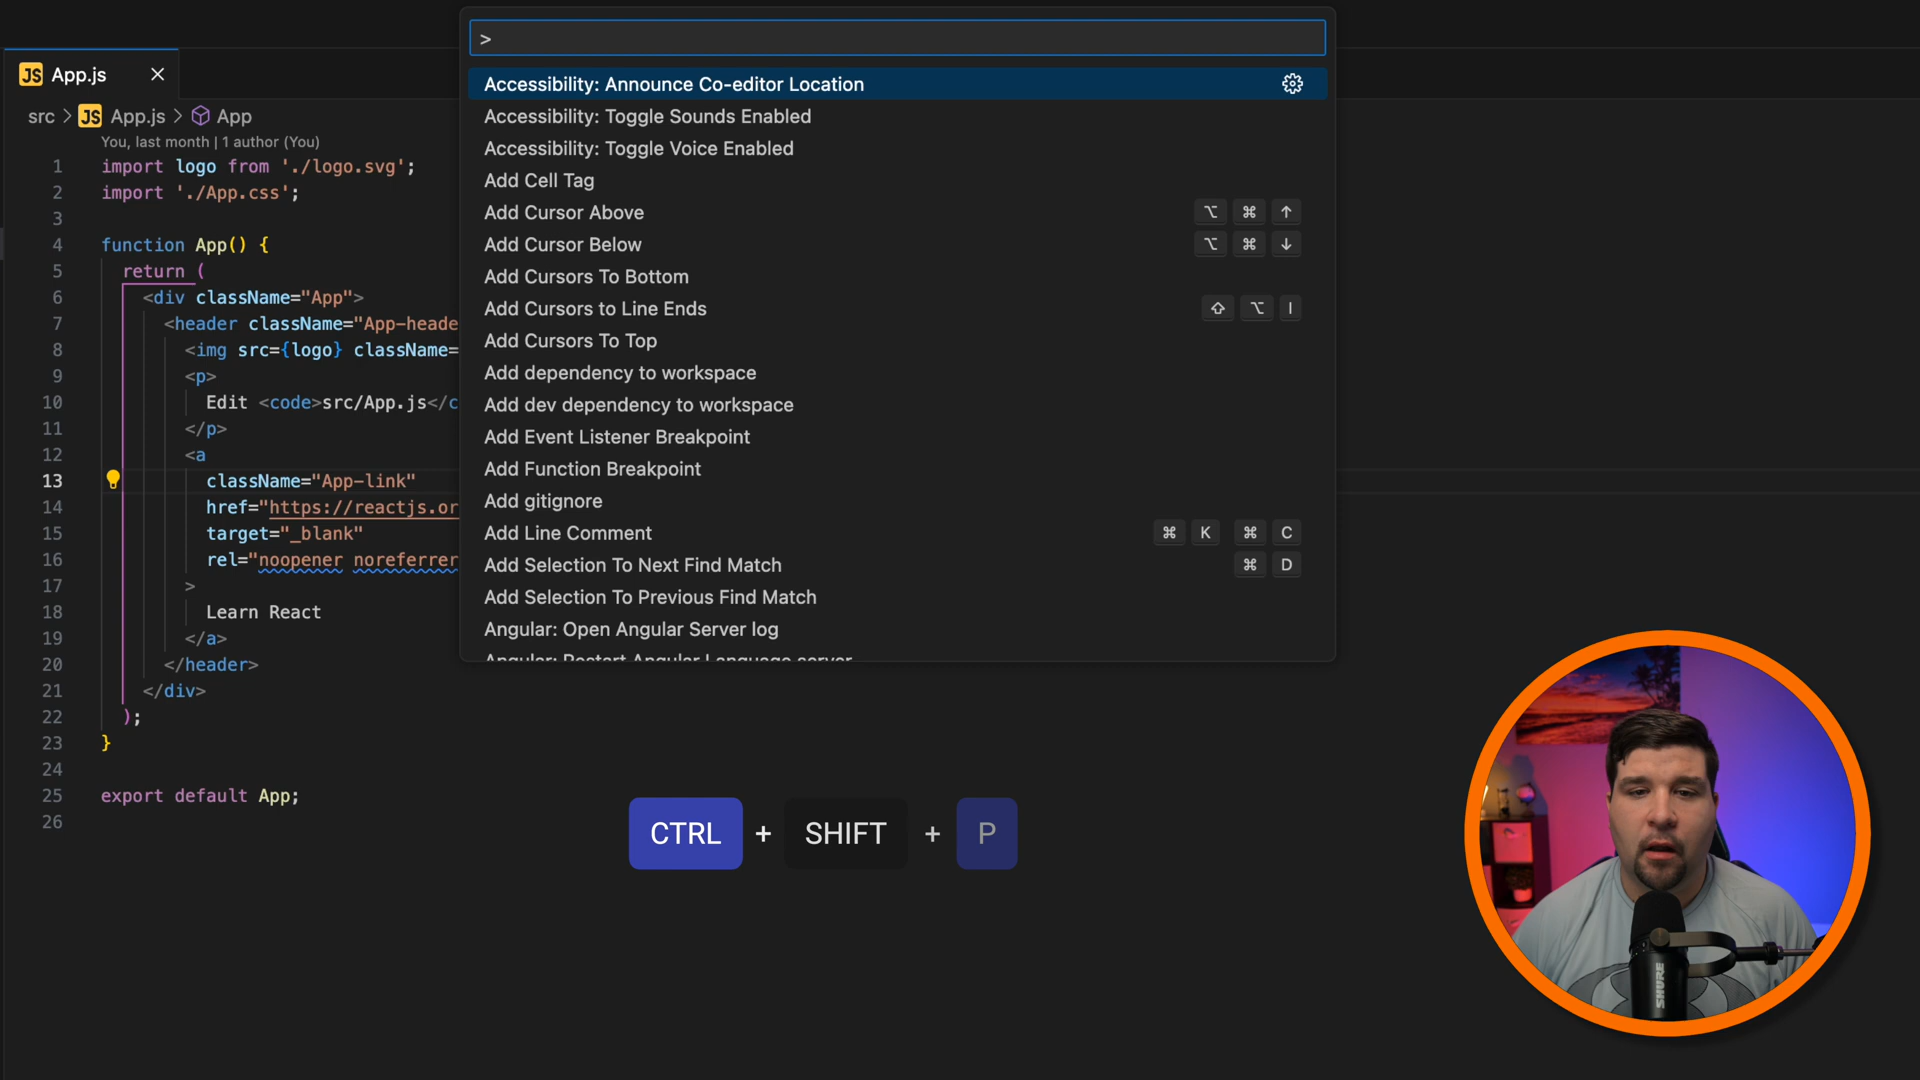 >
JS App.js
src > JS App.js > App
You, last month | 1 author (You)
1 import logo from './logo.svg';
2 import './App.css';
3
4 function App() {
5 return (
6 <div className="App">
7 <header className="App-heade
8 <img src={logo} className=
9 <p>
10 Edit <code>src/App.js</c
11 </p>
12 <a
13 className="App-link"
14 href="https://reactjs.or
15 target="_blank"
16 rel="noopener noreferrer
17 >
18 Learn React
19 </a>
20 </header>
21 </div>
22 );
23 }
24
25 export default App;
26
Accessibility: Announce Co-editor Location
Accessibility: Toggle Sounds Enabled
Accessibility: Toggle Voice Enabled
Add Cell Tag
Add Cursor Above ⌥ ⌘ ↑
Add Cursor Below ⌥ ⌘ ↓
Add Cursors To Bottom
Add Cursors to Line Ends ⇧ ⌥ I
Add Cursors To Top
Add dependency to workspace
Add dev dependency to workspace
Add Event Listener Breakpoint
Add Function Breakpoint
Add gitignore
Add Line Comment ⌘ K ⌘ C
Add Selection To Next Find Match ⌘ D
Add Selection To Previous Find Match
Angular: Open Angular Server log
Angular: Restart Angular Language server
CTRL + SHIFT + P
SHURE